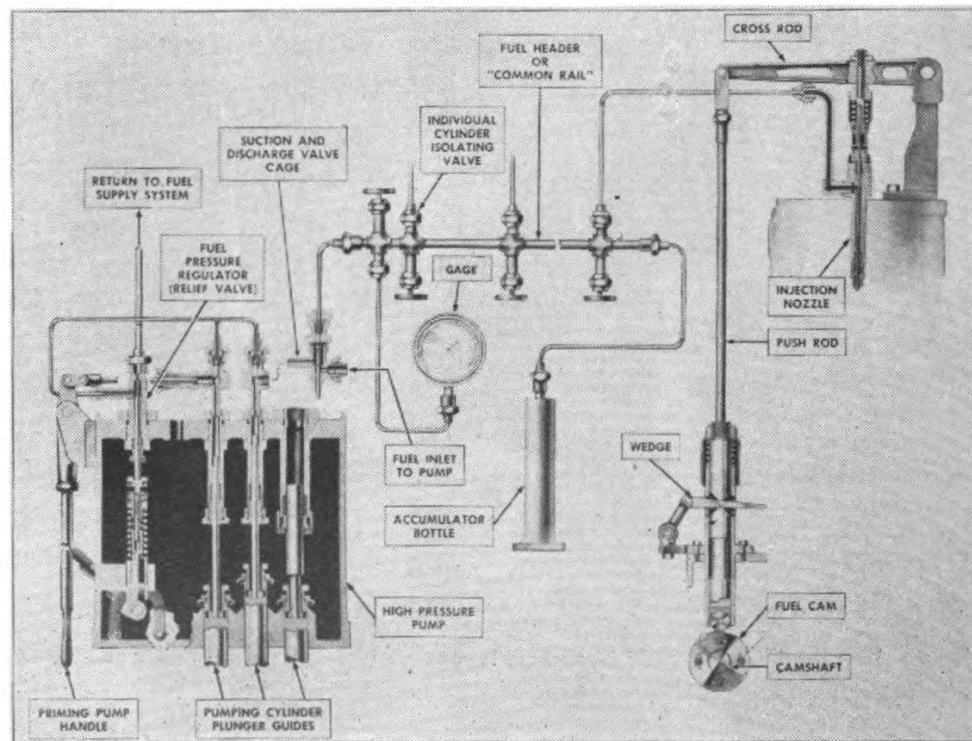 CROSS ROD
FUEL HEADER
OR
"COMMON RAIL"
INDIVIDUAL
CYLINDER
ISOLATING
VALVE
SUCTION AND
DISCHARGE VALVE
CAGE
RETURN TO FUEL
SUPPLY SYSTEM
FUEL
PRESSURE
REGULATOR
(RELIEF VALVE)
GAGE
INJECTION
NOZZLE
PUSH ROD
FUEL INLET
TO PUMP
WEDGE
ACCUMULATOR
BOTTLE
HIGH PRESSURE
PUMP
FUEL CAM
CAMSHAFT
PRIMING PUMP
HANDLE
PUMPING CYLINDER
PLUNGER GUIDES